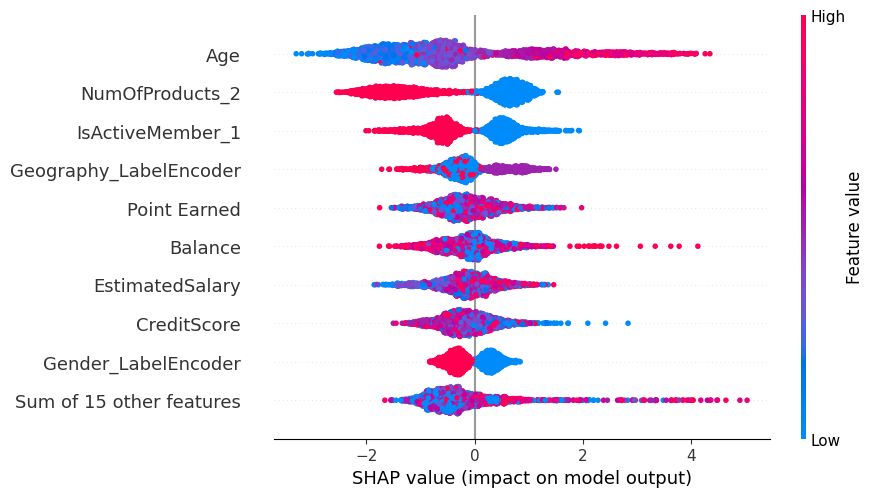 High
Age
NumOfProducts_2
IsActiveMember_1
Geography_LabelEncoder
Point Earned
Balance
EstimatedSalary
CreditScore
Gender_LabelEncoder
Sum of 15 other features
Feature value
Low
−2 0 2 4
SHAP value (impact on model output)